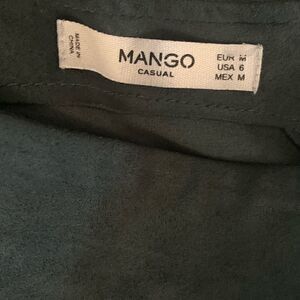 MADE IN
CHINA
MANGO
CASUAL
EUR M
USA 6
MEX M